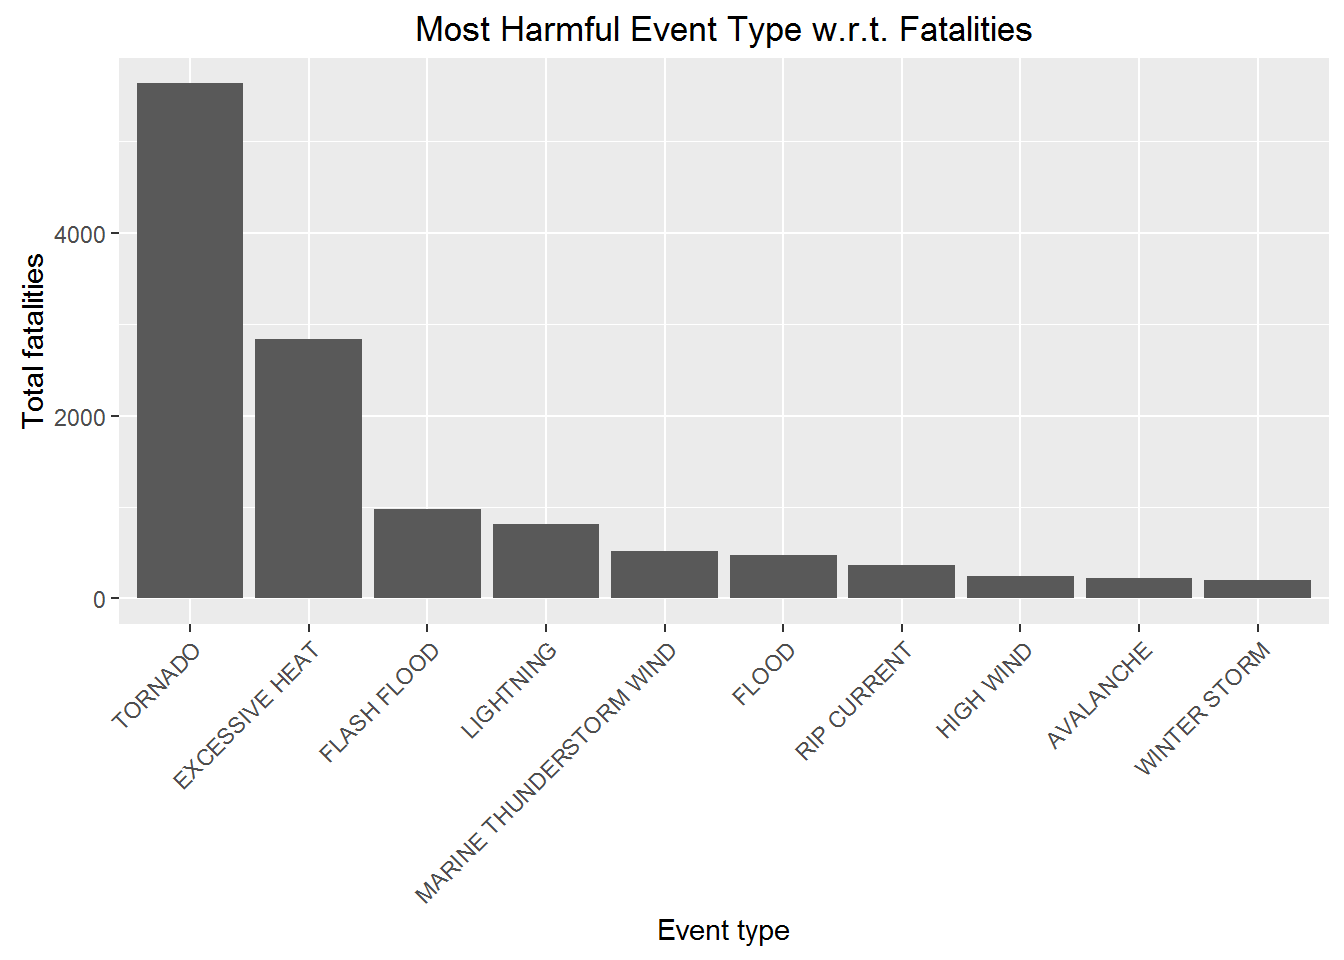 Most Harmful Event Type w.r.t. Fatalities
Total fatalities
4000
2000
0
TORNADO
EXCESSIVE HEAT
FLASH FLOOD
LIGHTNING
MARINE THUNDERSTORM WIND
FLOOD
RIP CURRENT
HIGH WIND
AVALANCHE
WINTER STORM
Event type